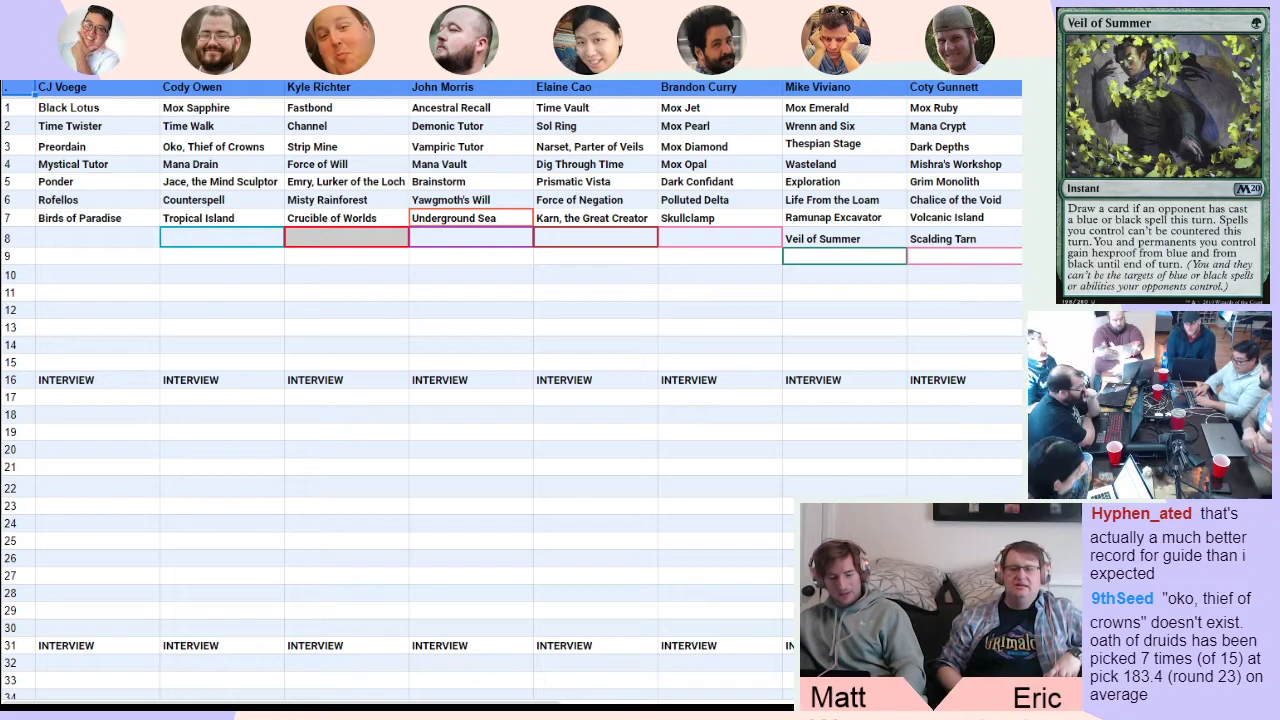 . CJ Voege Cody Owen Kyle Richter John Morris Elaine Cao Brandon Curry Mike Viviano Coty Gunnett
1 Black Lotus Mox Sapphire Fastbond Ancestral Recall Time Vault Mox Jet Mox Emerald Mox Ruby
2 Time Twister Time Walk Channel Demonic Tutor Sol Ring Mox Pearl Wrenn and Six Mana Crypt
3 Preordain Oko, Thief of Crowns Strip Mine Vampiric Tutor Narset, Parter of Veils Mox Diamond Thespian Stage Dark Depths
4 Mystical Tutor Mana Drain Force of Will Mana Vault Dig Through TIme Mox Opal Wasteland Mishra's Workshop
5 Ponder Jace, the Mind Sculptor Emry, Lurker of the Loch Brainstorm Prismatic Vista Dark Confidant Exploration Grim Monolith
6 Rofellos Counterspell Misty Rainforest Yawgmoth's Will Force of Negation Polluted Delta Life From the Loam Chalice of the Void
7 Birds of Paradise Tropical Island Crucible of Worlds Underground Sea Karn, the Great Creator Skullclamp Ramunap Excavator Volcanic Island
8 Veil of Summer Scalding Tarn
9
10
11
12
13
14
15
16 INTERVIEW INTERVIEW INTERVIEW INTERVIEW INTERVIEW INTERVIEW INTERVIEW INTERVIEW
17
18
19
20
21
22
23
24
25
26
27
28
29
30
31 INTERVIEW INTERVIEW INTERVIEW INTERVIEW INTERVIEW INTERVIEW IN
32
33
34
Veil of Summer
Instant M20
Draw a card if an opponent has cast
a blue or black spell this turn. Spells
you control can't be countered this
turn. You and permanents you control
gain hexproof from blue and from
black until end of turn. (You and they
can't be the targets of blue or black spells
or abilities your opponents control.)
Matt
Eric
Hyphen_ated that's
actually a much better
record for guide than i
expected
9thSeed "oko, thief of
crowns" doesn't exist.
oath of druids has been
picked 7 times (of 15) at
pick 183.4 (round 23) on
average